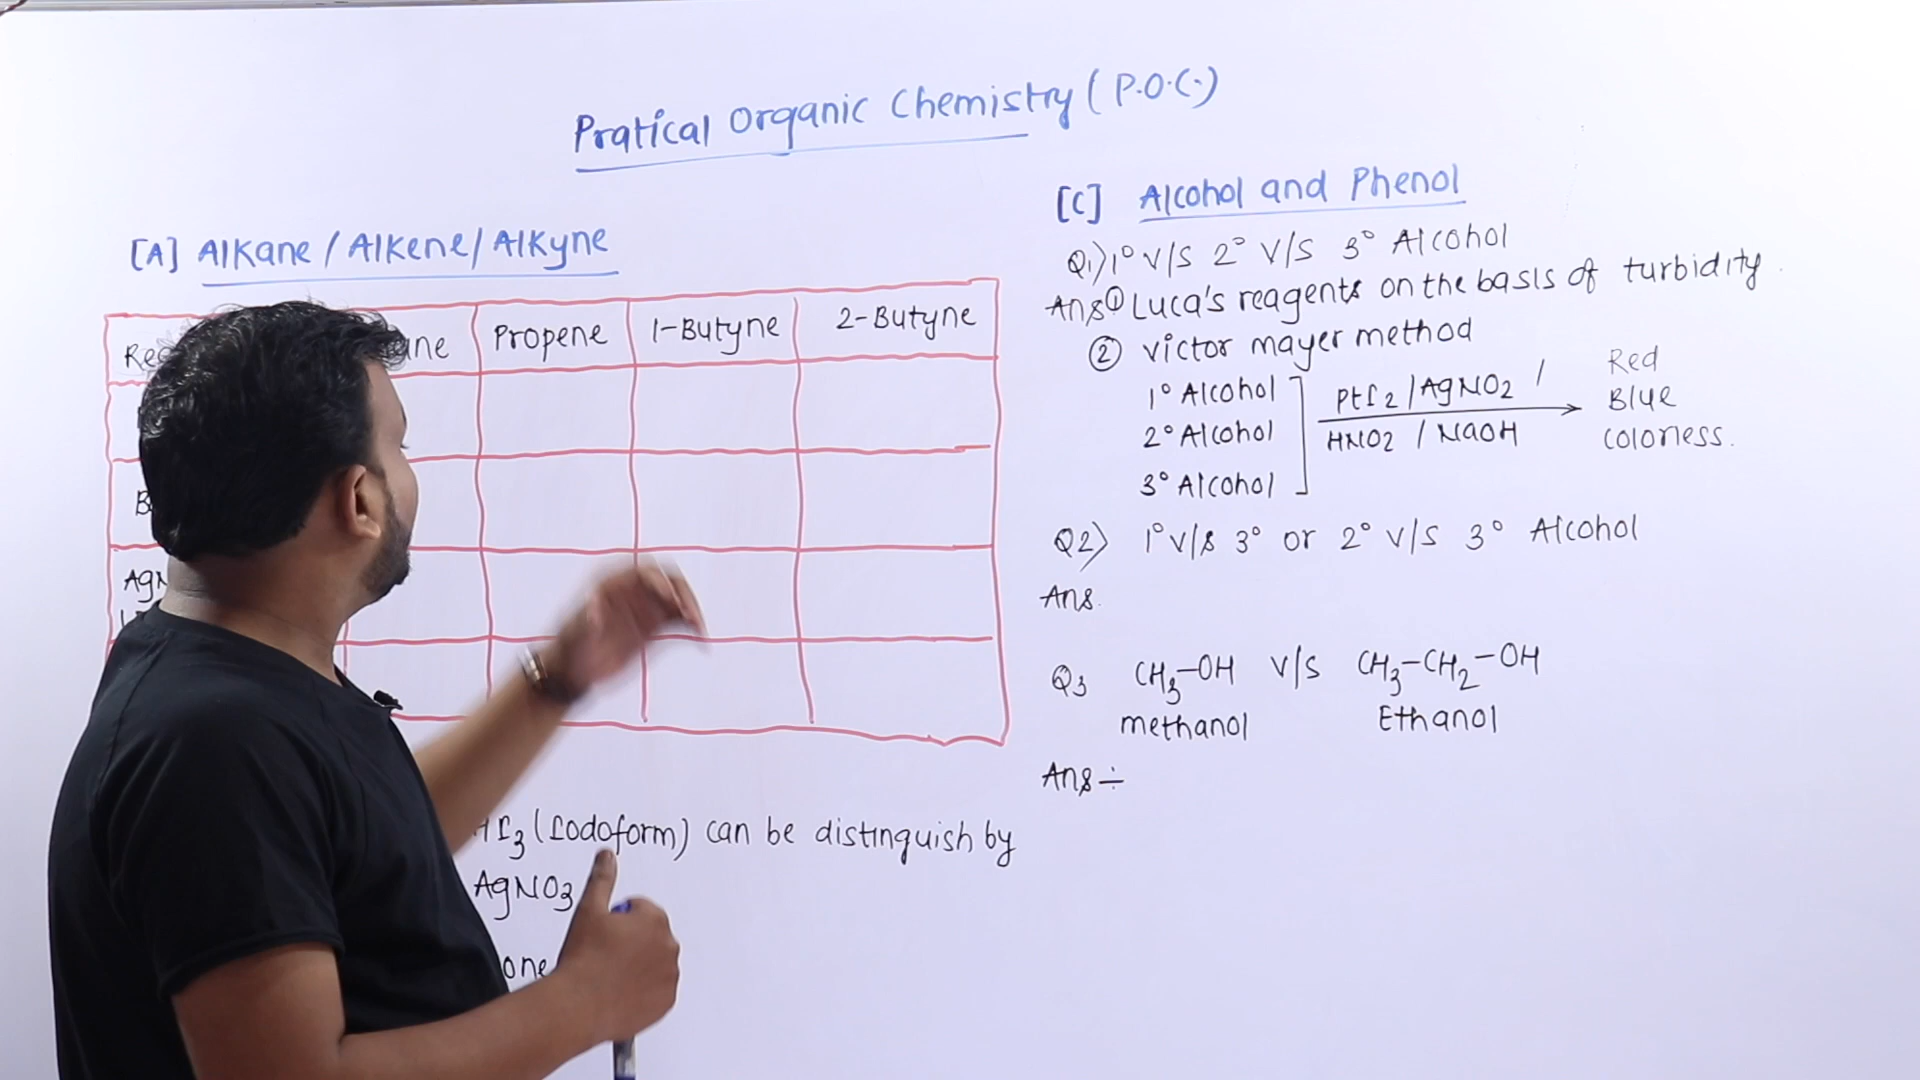 Pratical Organic Chemistry (P.O.C.)
[A] Alkane / Alkene / Alkyne
Propene 1-Butyne 2-Butyne
I3 (Iodoform) can be distinguish by
AgNO3
[C] Alcohol and Phenol
Q1) 1° V/S 2° V/S 3° Alcohol
Ans ① Luca's reagents on the basis of turbidity.
② Victor mayer method
1° Alcohol
2° Alcohol
3° Alcohol
PtI2 / AgNO2 /
HNO2 / NaOH
Red
Blue
Colorless.
Q2) 1° V/S 3° or 2° V/S 3° Alcohol
Ans.
Q3 CH3-OH V/S CH3-CH2-OH
methanol Ethanol
Ans ÷